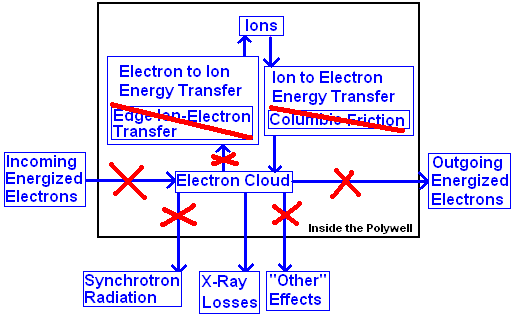 Ions
Electron to Ion
Energy Transfer
Edge Ion-Electron
Transfer
Ion to Electron
Energy Transfer
Columbic Friction
Incoming
Energized
Electrons
Electron Cloud
Outgoing
Energized
Electrons
Inside the Polywell
Synchrotron
Radiation
X-Ray
Losses
"Other"
Effects